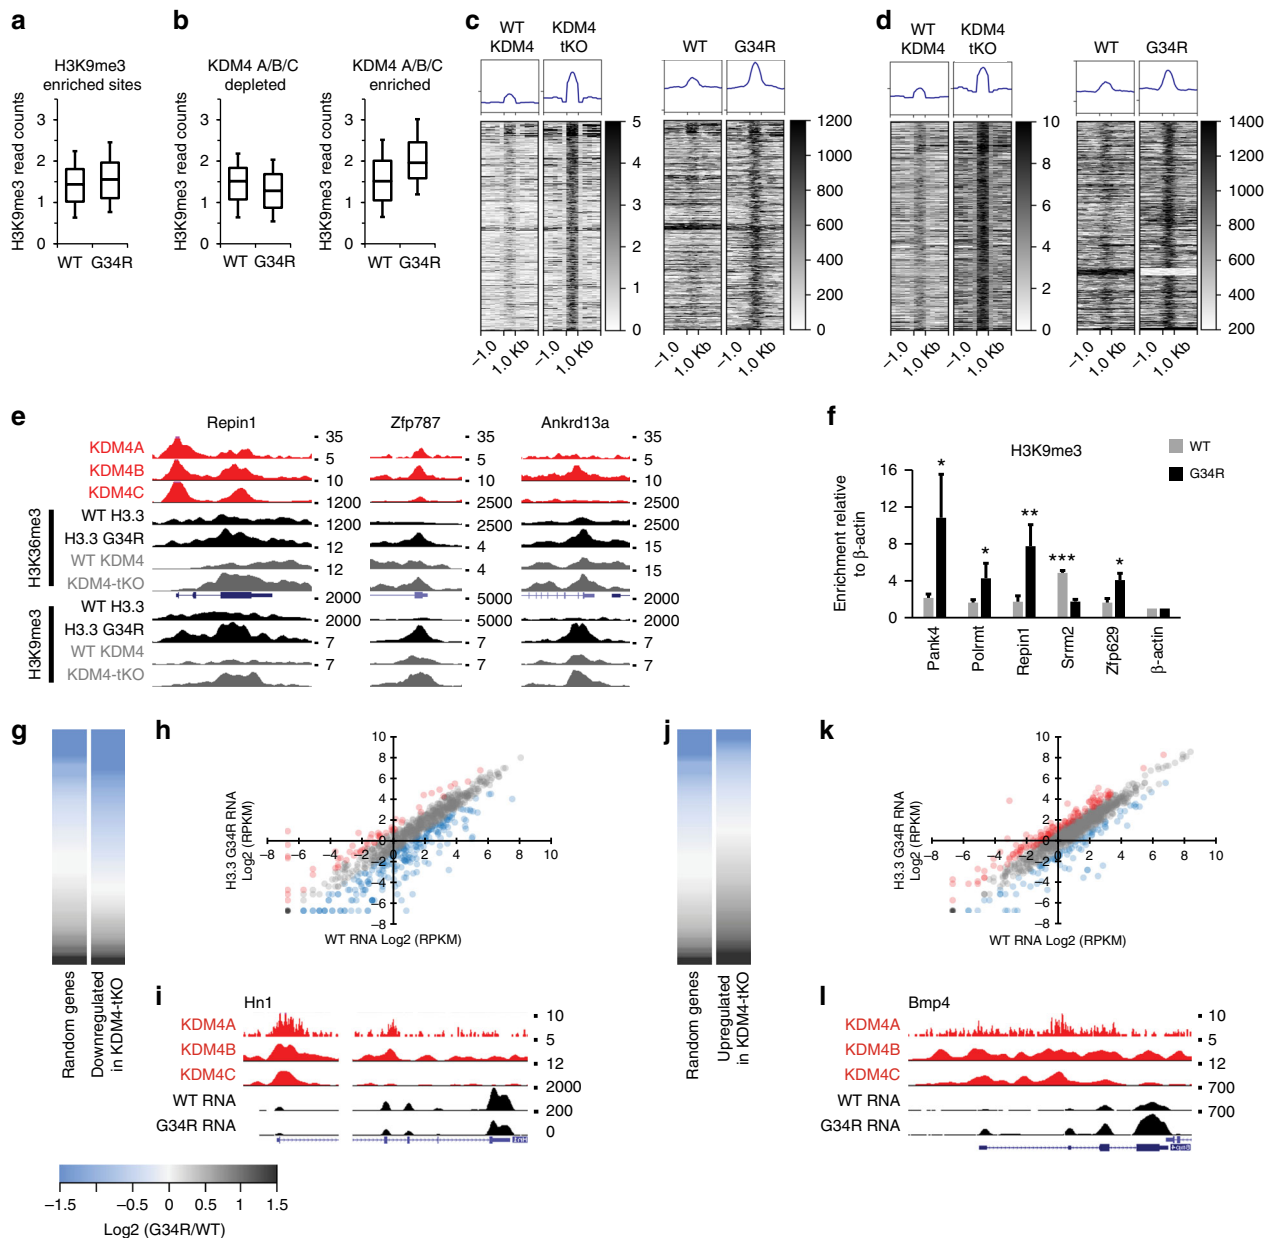 a
H3K9me3
enriched sites
H3K9me3 read counts
3
2
1
0
WT G34R
b
KDM4 A/B/C
depleted
H3K9me3 read counts
3
2
1
0
WT G34R
KDM4 A/B/C
enriched
H3K9me3 read counts
3
2
1
0
WT G34R
c
WT
KDM4
KDM4
tKO
5
4
3
2
1
0
−1.0
1.0 Kb
−1.0
1.0 Kb
WT
G34R
1200
1000
800
600
400
200
0
−1.0
1.0 Kb
−1.0
1.0 Kb
d
WT
KDM4
KDM4
tKO
10
8
6
4
2
0
−1.0
1.0 Kb
−1.0
1.0 Kb
WT
G34R
1400
1200
1000
800
600
400
200
−1.0
1.0 Kb
−1.0
1.0 Kb
e
Repin1
Zfp787
Ankrd13a
KDM4A
35
35
35
KDM4B
5
5
5
KDM4C
10
10
10
H3K36me3
WT H3.3
1200
2500
2500
H3.3 G34R
1200
2500
2500
WT KDM4
12
4
15
KDM4-tKO
12
4
15
H3K9me3
WT H3.3
2000
5000
2000
H3.3 G34R
2000
5000
2000
WT KDM4
7
7
7
KDM4-tKO
7
7
7
f
H3K9me3
WT
G34R
Enrichment relative
to β-actin
16
12
8
4
0
*
*
**
***
*
Pank4
Polrmt
Repin1
Srrm2
Zfp629
β-actin
g
Random genes
Downregulated
in KDM4-tKO
h
H3.3 G34R RNA
Log2 (RPKM)
10
8
6
4
2
0
−2
−4
−6
−8
−8
−6
−4
−2
0
2
4
6
8
10
WT RNA Log2 (RPKM)
i
Hn1
KDM4A
10
KDM4B
5
KDM4C
12
WT RNA
2000
G34R RNA
200
0
j
Random genes
Upregulated
in KDM4-tKO
k
H3.3 G34R RNA
Log2 (RPKM)
10
8
6
4
2
0
−2
−4
−6
−8
−8
−6
−4
−2
0
2
4
6
8
10
WT RNA Log2 (RPKM)
l
Bmp4
KDM4A
10
KDM4B
5
KDM4C
12
WT RNA
700
G34R RNA
700
−1.5
−0.5
0
0.5
1.5
Log2 (G34R/WT)